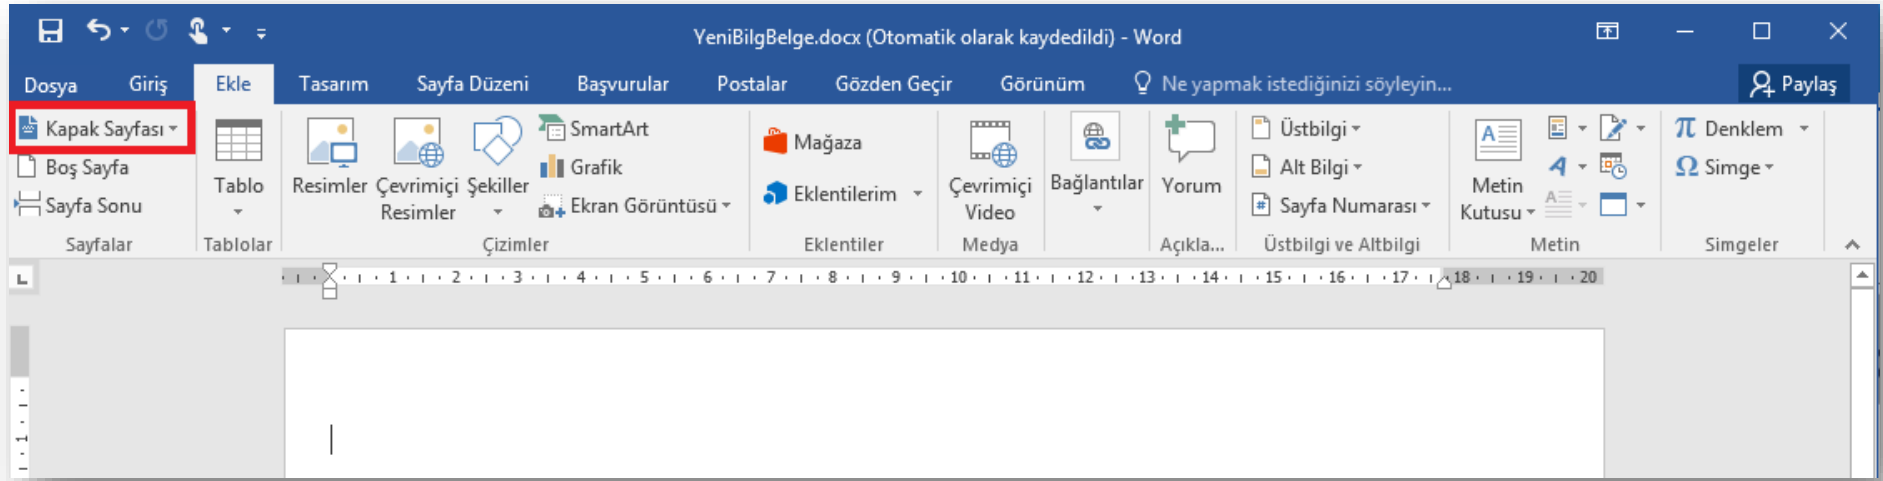 YeniBilgBelge.docx (Otomatik olarak kaydedildi) - Word
Dosya Giriş Ekle Tasarım Sayfa Düzeni Başvurular Postalar Gözden Geçir Görünüm Ne yapmak istediğinizi söyleyin... Paylaş
Kapak Sayfası
Boş Sayfa
Sayfa Sonu
Sayfalar
Tablo
Tablolar
Resimler
Çevrimiçi
Resimler
Şekiller
SmartArt
Grafik
Ekran Görüntüsü
Çizimler
Mağaza
Eklentilerim
Eklentiler
Çevrimiçi
Video
Medya
Bağlantılar
Yorum
Açıkla...
Üstbilgi
Alt Bilgi
Sayfa Numarası
Üstbilgi ve Altbilgi
Metin
Kutusu
Metin
π Denklem
Ω Simge
Simgeler
L
1 2 3 4 5 6 7 8 9 10 11 12 13 14 15 16 17 18 19 20
1